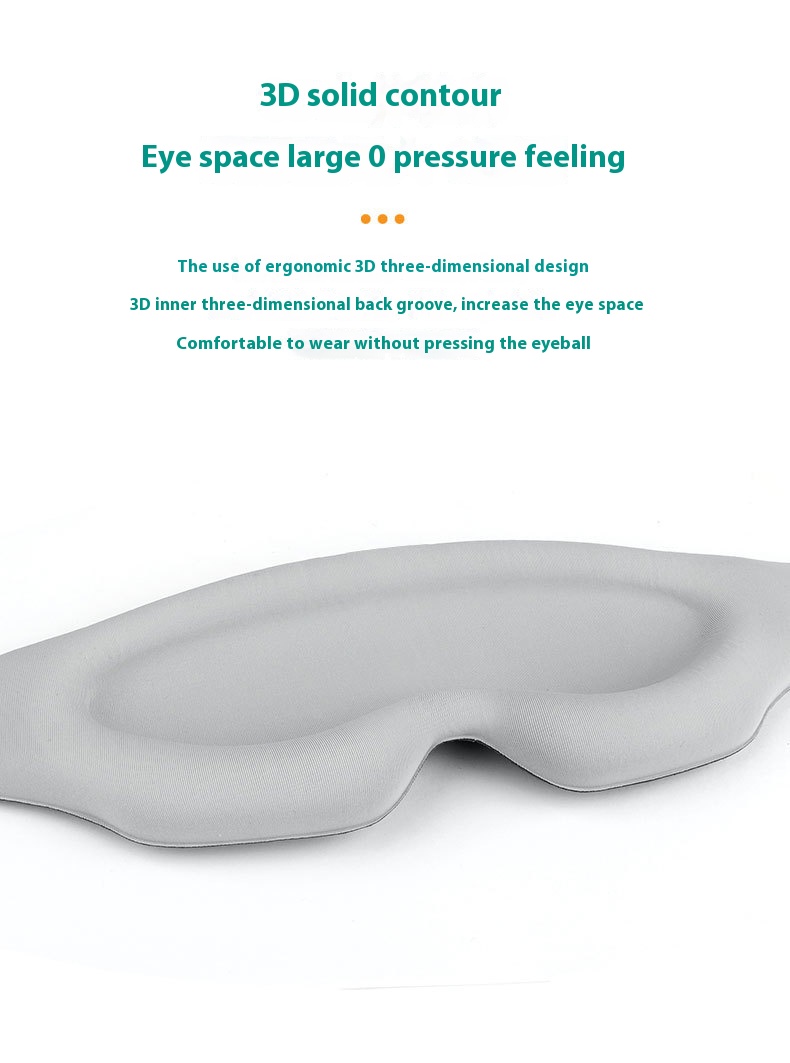 3D solid contour
Eye space large 0 pressure feeling
The use of ergonomic 3D three-dimensional design
3D inner three-dimensional back groove, increase the eye space
Comfortable to wear without pressing the eyeball